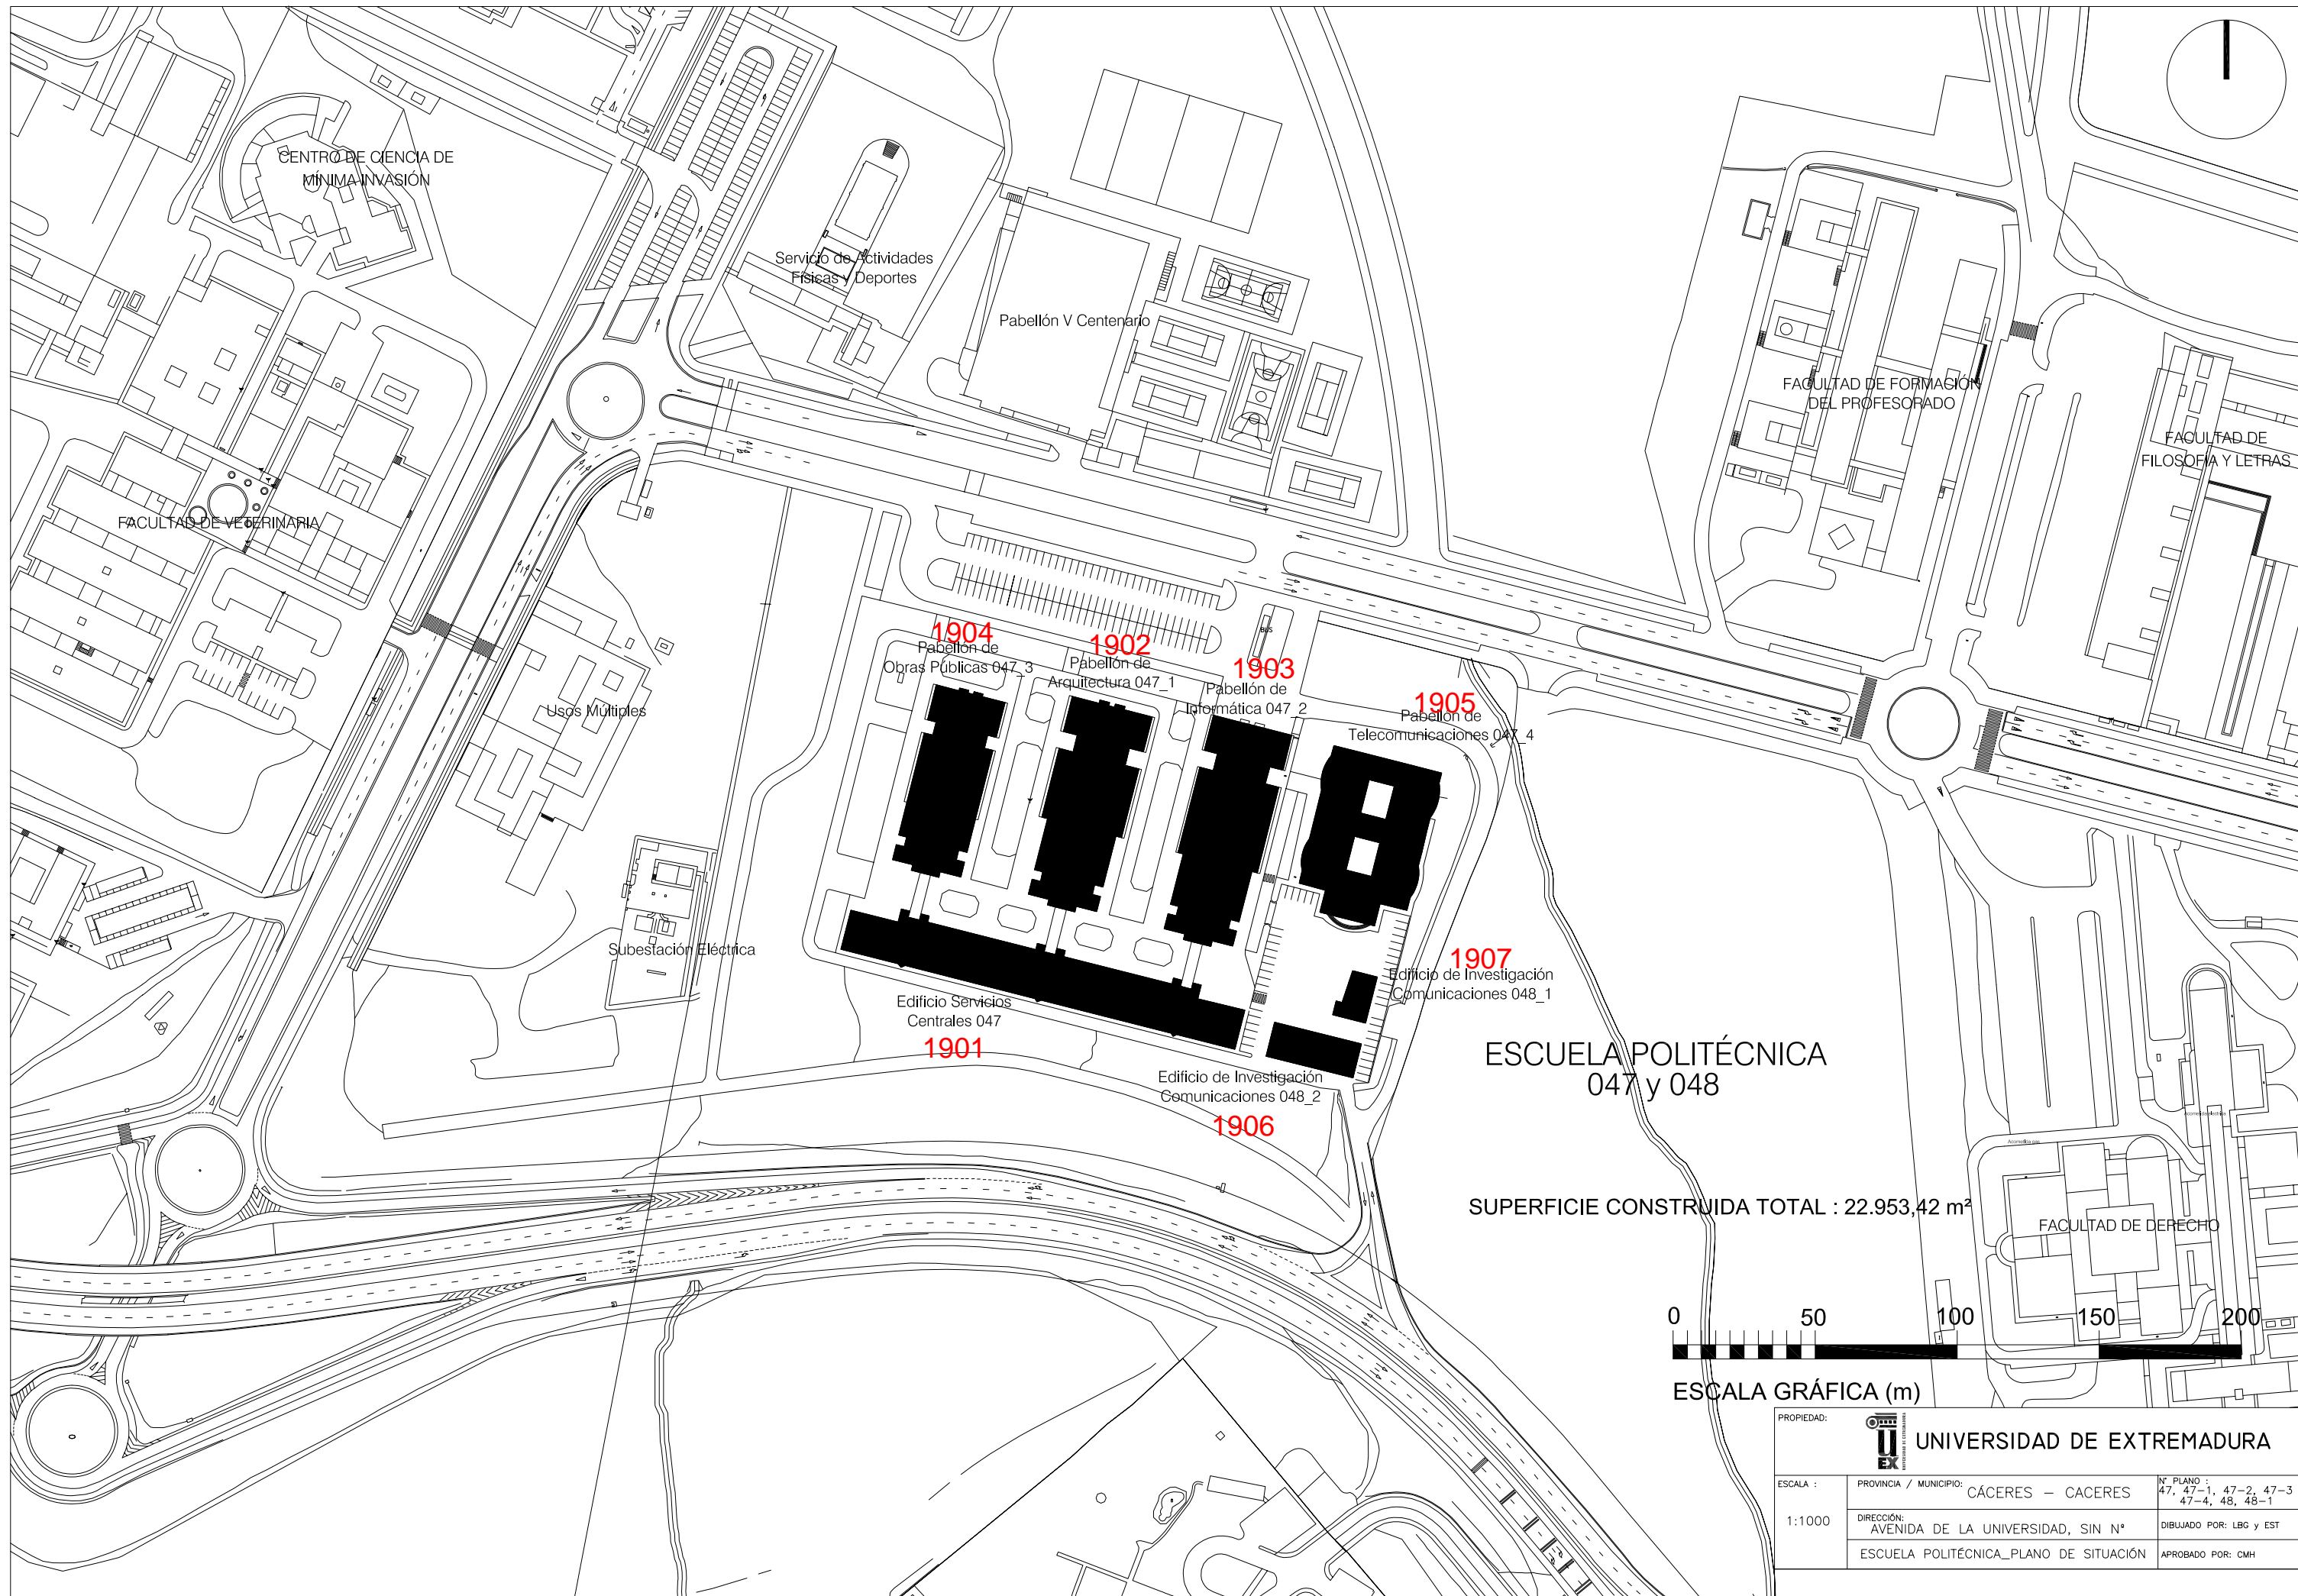 CENTRO DE CIENCIA DE
MÍNIMA INVASIÓN
Servicio de Actividades
Físicas y Deportes
Pabellón V Centenario
FACULTAD DE FORMACIÓN
DEL PROFESORADO
FACULTAD DE
FILOSOFIA Y LETRAS
FACULTAD DE VETERINARIA
Usos Múltiples
Subestación Eléctrica
1904
Pabellón de
Obras Públicas 047_3
1902
Pabellón de
Arquitectura 047_1
BUS
1903
Pabellón de
Informática 047_2
1905
Pabellón de
Telecomunicaciones 047_4
1907
Edificio de Investigación
Comunicaciones 048_1
Edificio Servicios
Centrales 047
1901
Edificio de Investigación
Comunicaciones 048_2
1906
ESCUELA POLITÉCNICA
047 y 048
SUPERFICIE CONSTRUIDA TOTAL : 22.953,42 m²
FACULTAD DE DERECHO
0 50 100 150 200
ESCALA GRÁFICA (m)
PROPIEDAD:
UEX
UNIVERSIDAD DE EXTREMADURA
ESCALA :
1:1000
PROVINCIA / MUNICIPIO: CÁCERES - CACERES
Nº PLANO :
47, 47-1, 47-2, 47-3
47-4, 48, 48-1
DIRECCIÓN:
AVENIDA DE LA UNIVERSIDAD, SIN Nº
DIBUJADO POR: LBG y EST
ESCUELA POLITÉCNICA_PLANO DE SITUACIÓN
APROBADO POR: CMH